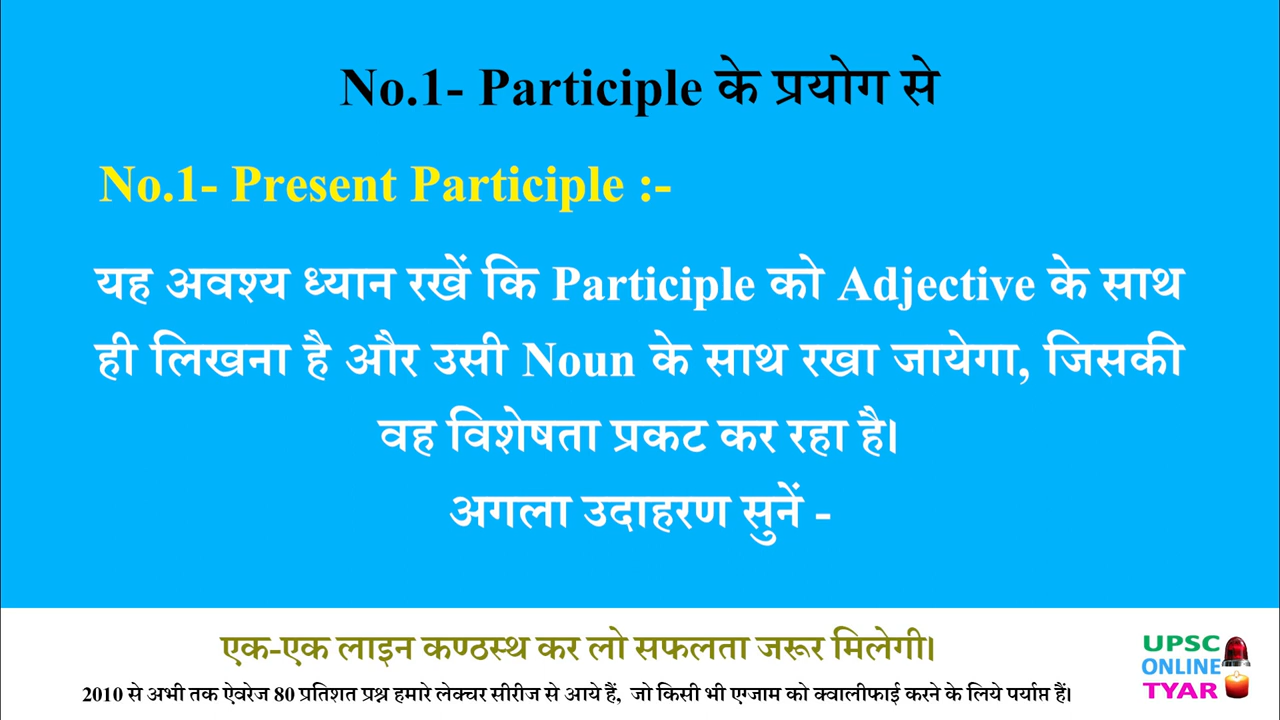 No.1- Participle के प्रयोग से
No.1- Present Participle :-
यह अवश्य ध्यान रखें कि Participle को Adjective के साथ
ही लिखना है और उसी Noun के साथ रखा जायेगा, जिसकी
वह विशेषता प्रकट कर रहा है।
अगला उदाहरण सुनें -
एक-एक लाइन कण्ठस्थ कर लो सफलता जरूर मिलेगी।
2010 से अभी तक ऐवरेज 80 प्रतिशत प्रश्न हमारे लेक्चर सीरीज से आये हैं, जो किसी भी एग्जाम को क्वालीफाई करने के लिये पर्याप्त हैं।
UPSC
ONLINE
TYAR